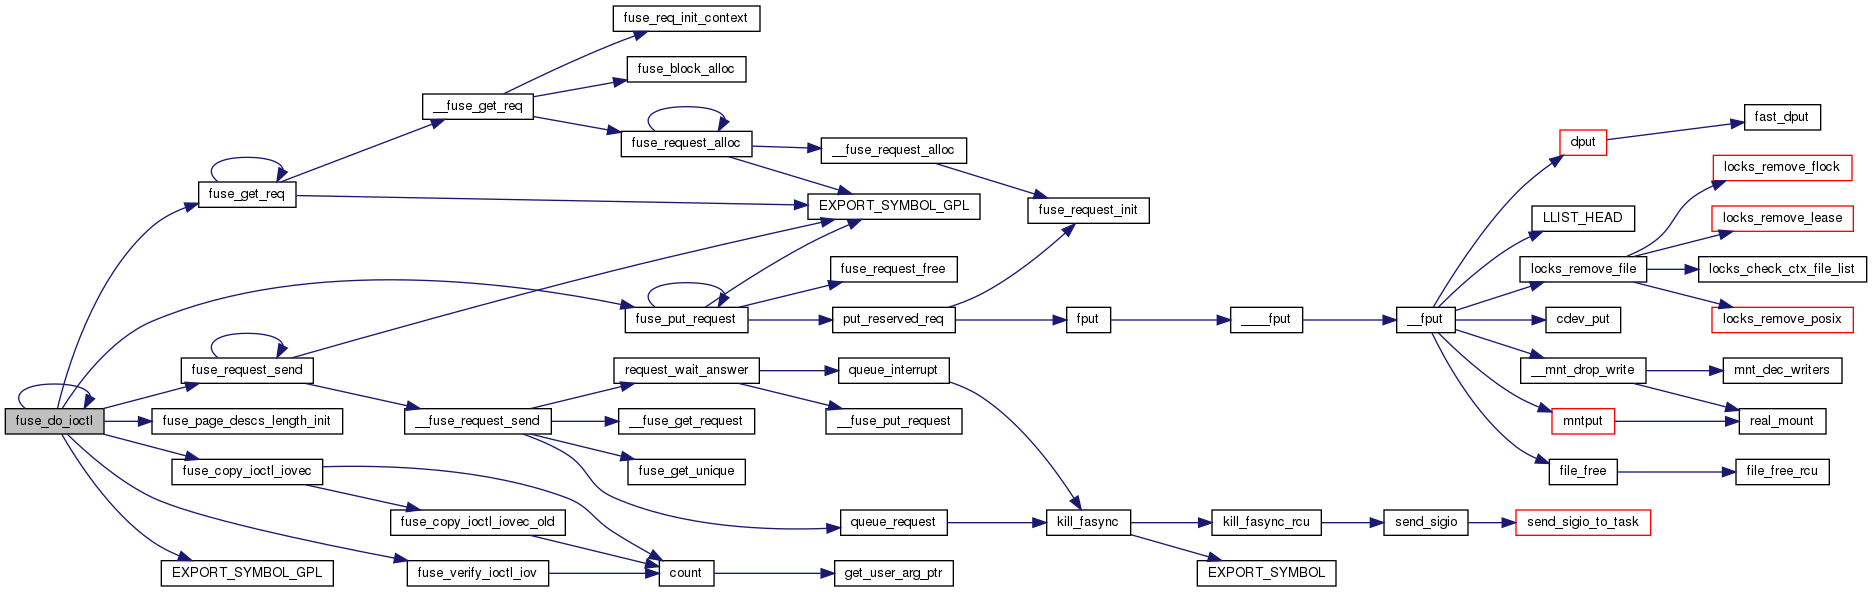 fuse_req_init_context
fuse_block_alloc
__fuse_get_req
fast_dput
fuse_request_alloc
dput
__fuse_request_alloc
locks_remove_flock
fuse_get_req
EXPORT_SYMBOL_GPL
fuse_request_init
LLIST_HEAD
locks_remove_lease
fuse_request_free
locks_remove_file
locks_check_ctx_file_list
fuse_put_request
put_reserved_req
fput
____fput
__fput
cdev_put
locks_remove_posix
fuse_request_send
request_wait_answer
queue_interrupt
__mnt_drop_write
mnt_dec_writers
fuse_do_ioctl
fuse_page_descs_length_init
__fuse_request_send
__fuse_get_request
__fuse_put_request
mntput
real_mount
fuse_copy_ioctl_iovec
fuse_get_unique
file_free
file_free_rcu
fuse_copy_ioctl_iovec_old
queue_request
kill_fasync
kill_fasync_rcu
send_sigio
send_sigio_to_task
EXPORT_SYMBOL_GPL
fuse_verify_ioctl_iov
count
get_user_arg_ptr
EXPORT_SYMBOL